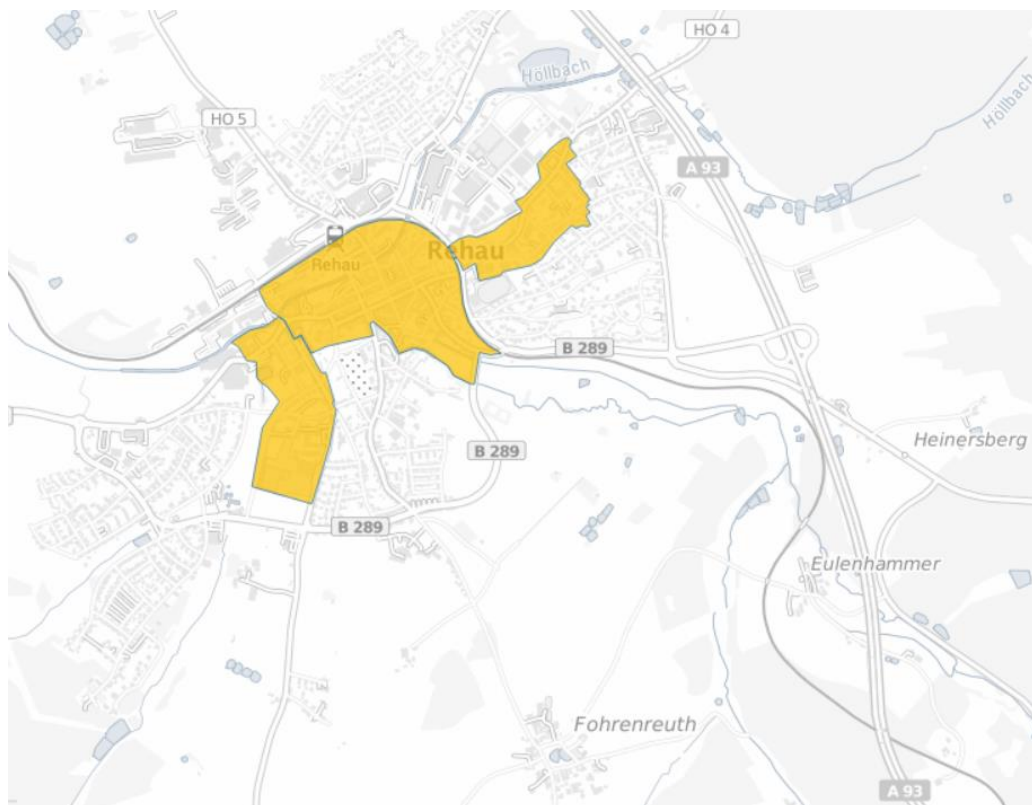 HO 4
Höllbach
Höllbach
HO 5
A 93
Rehau
Rehau
B 289
Heinersberg
B 289
B 289
Eulenhammer
Fohrenreuth
A 93